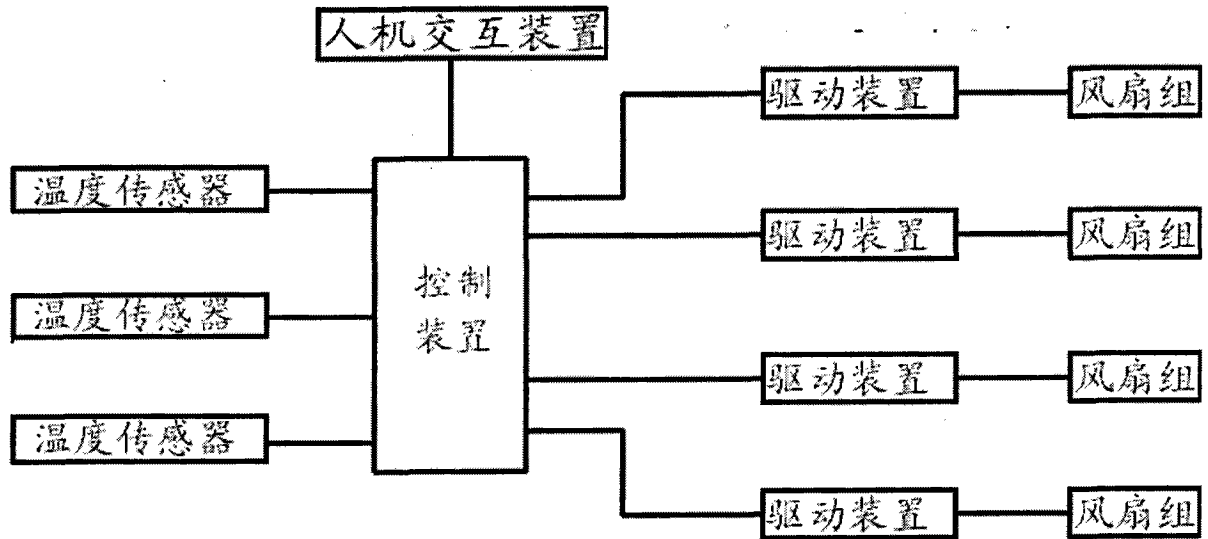 人机交互装置
驱动装置
风扇组
温度传感器
驱动装置
风扇组
控制
装置
温度传感器
驱动装置
风扇组
温度传感器
驱动装置
风扇组